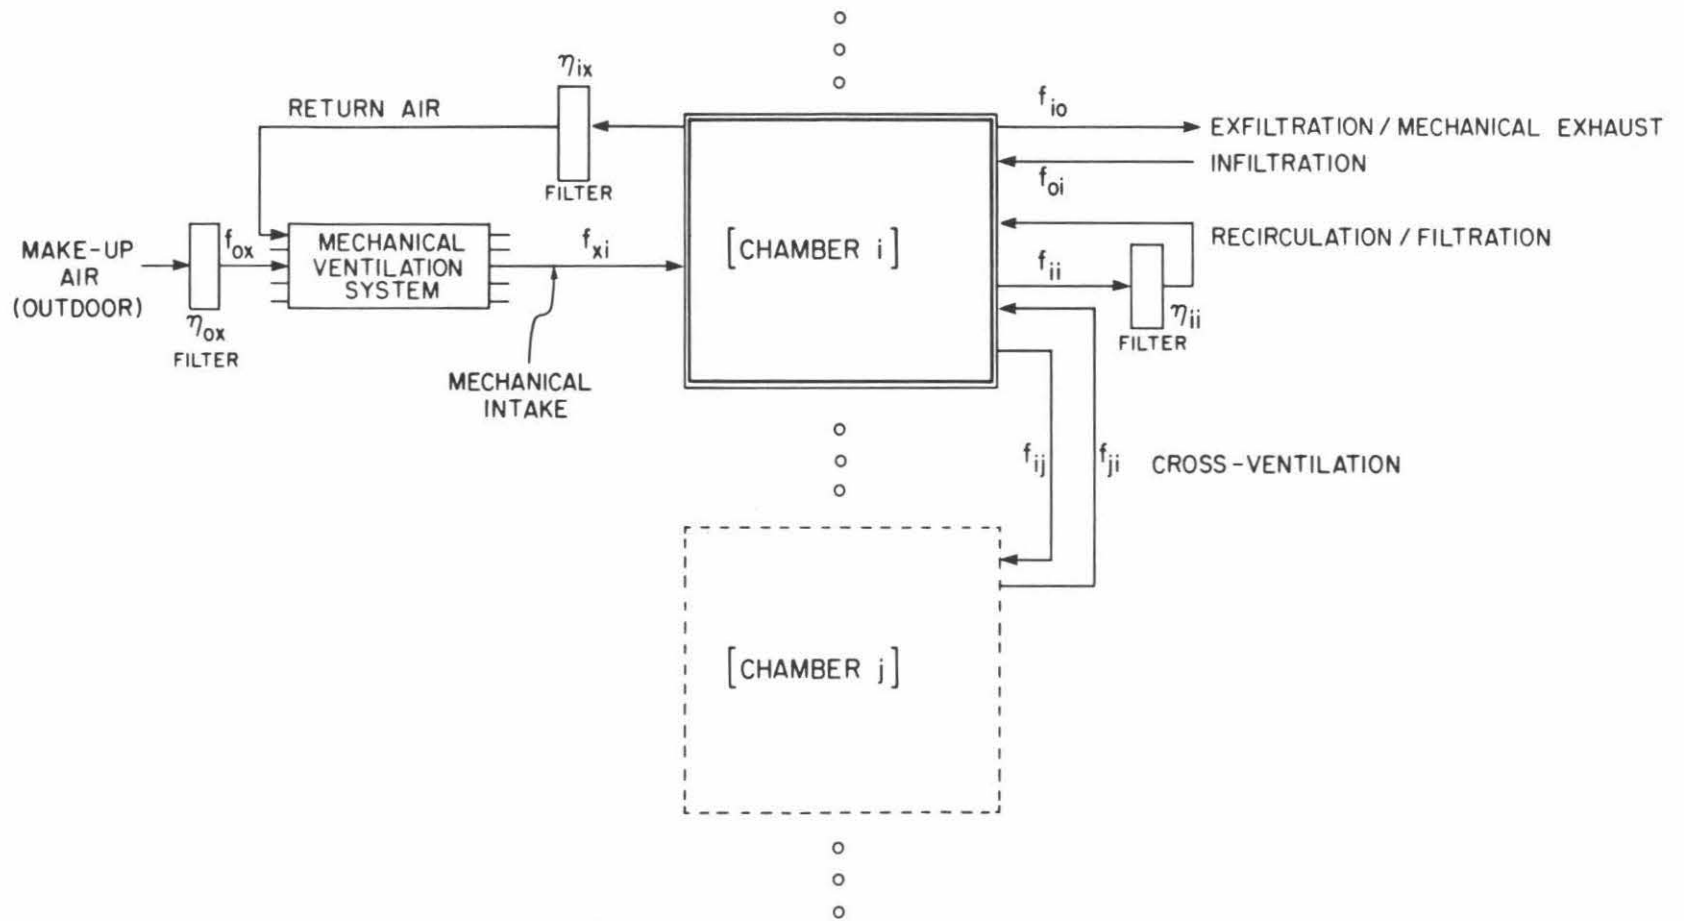 η_ix
RETURN AIR
FILTER
f_io
EXFILTRATION / MECHANICAL EXHAUST
INFILTRATION
f_oi
MAKE-UP
AIR
(OUTDOOR)
f_ox
η_ox
FILTER
MECHANICAL
VENTILATION
SYSTEM
f_xi
MECHANICAL
INTAKE
[CHAMBER i]
RECIRCULATION / FILTRATION
f_ii
η_ii
FILTER
f_ij
f_ji
CROSS-VENTILATION
[CHAMBER j]